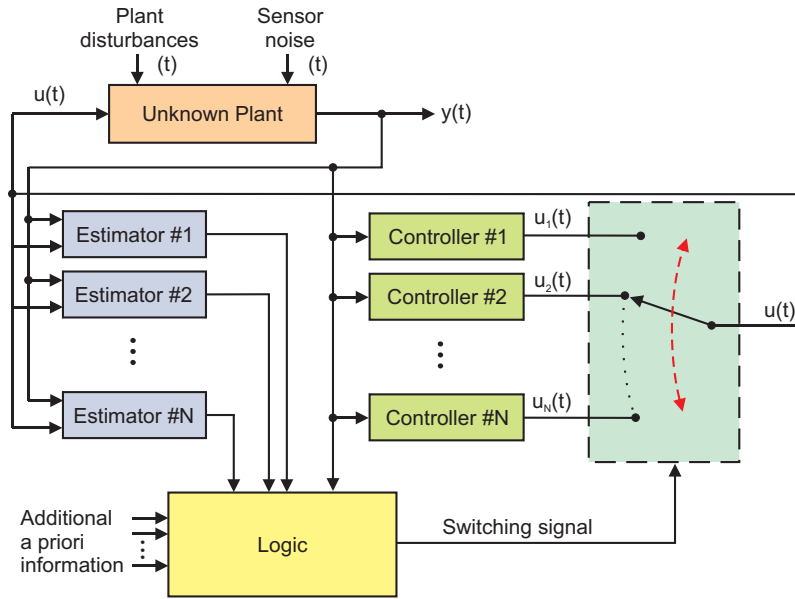 Plant
disturbances
(t)
Sensor
noise
(t)
u(t)
Unknown Plant
y(t)
Estimator #1
Estimator #2
Estimator #N
Controller #1
Controller #2
Controller #N
u₁(t)
u₂(t)
uₙ(t)
u(t)
Additional
a priori
information
Logic
Switching signal